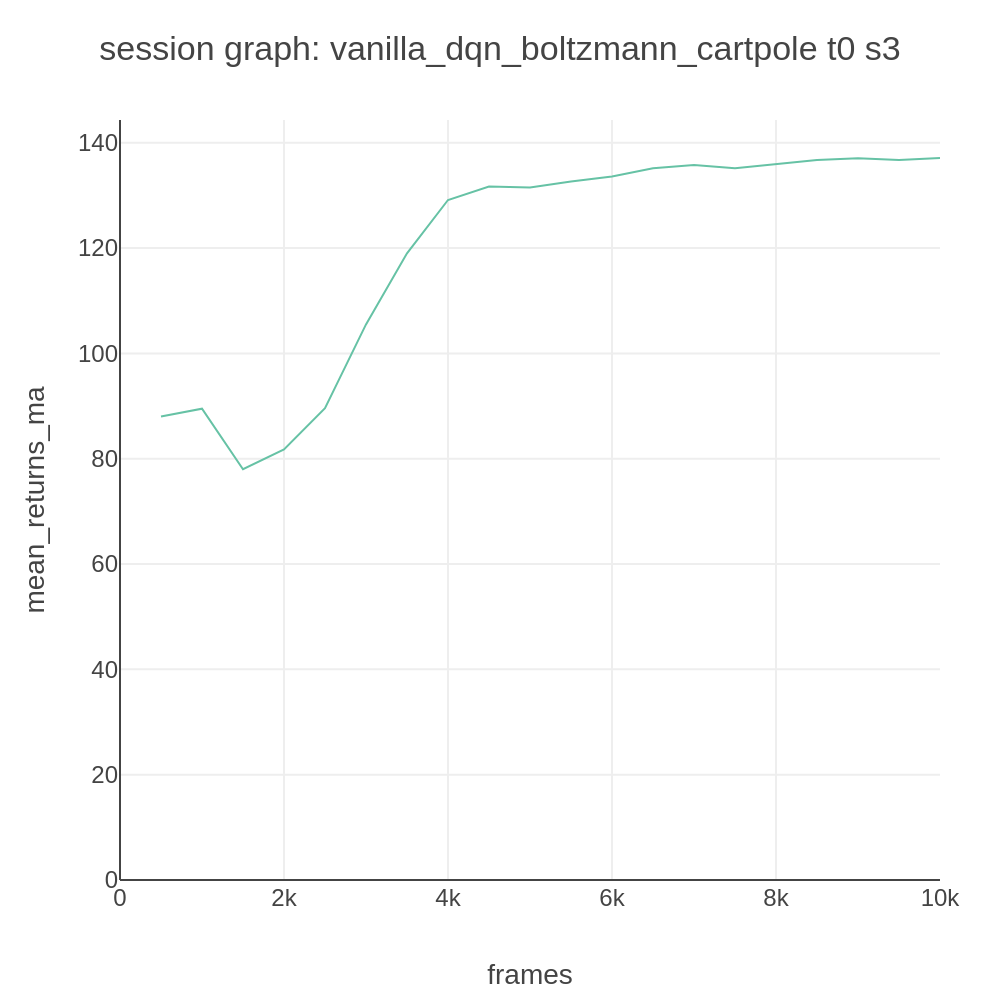 session graph: vanilla_dqn_boltzmann_cartpole t0 s3
140
120
100
80
60
40
20
0
mean_returns_ma
0 2k 4k 6k 8k 10k
frames